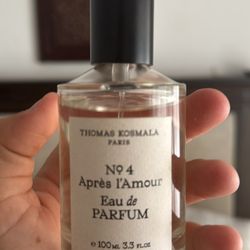 THOMAS KOSMALA
PARIS
Nº 4
Après l'Amour
Eau de
PARFUM
℮ 100 ML 3.3 FL.OZ